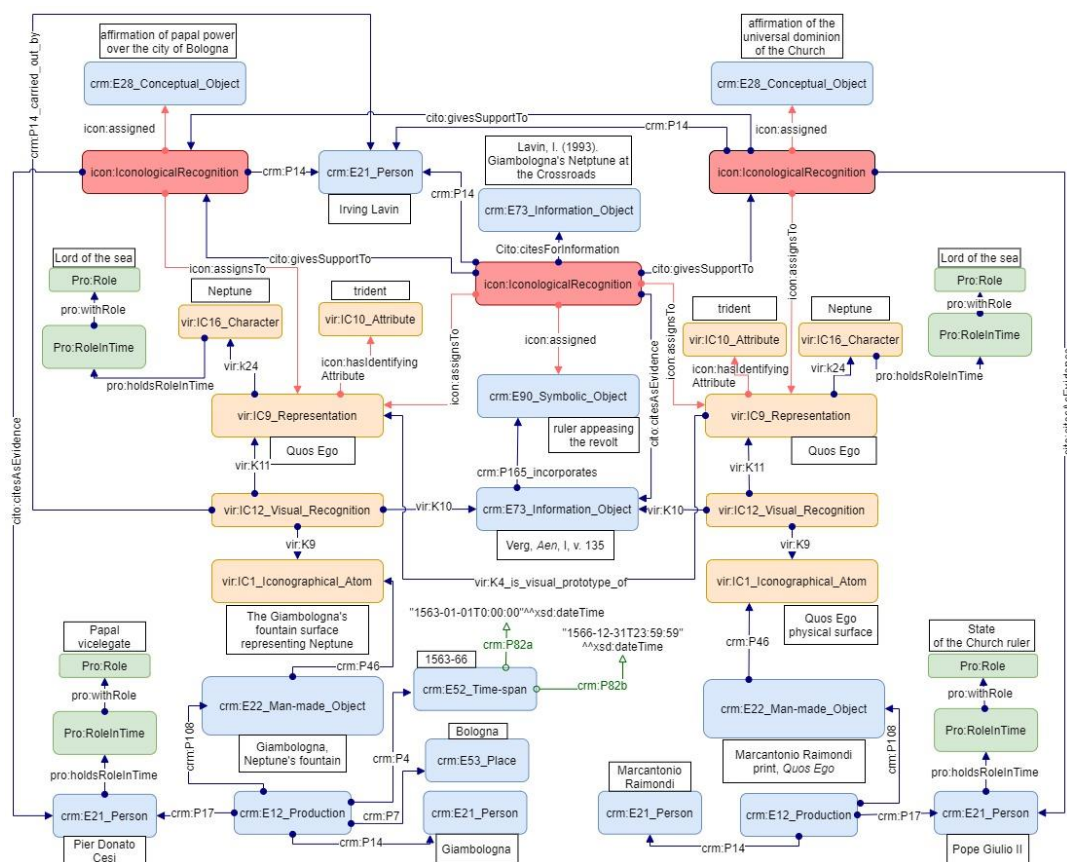 affirmation of papal power
over the city of Bologna
affirmation of the
universal dominion
of the Church
crm:E28_Conceptual_Object
crm:E28_Conceptual_Object
crm:P14_carried_out_by
icon:assigned
cito:givesSupportTo
crm:P14
icon:assigned
Lavin, I. (1993).
Giambologna's Netptune at
the Crossroads
icon:IconologicalRecognition
crm:P14
crm:E21_Person
icon:IconologicalRecognition
crm:P14
crm:E73_Information_Object
Irving Lavin
Cito:citesForInformation
Lord of the sea
icon:assignsTo
cito:givesSupportTo
icon:IconologicalRecognition
cito:givesSupportTo
icon:assignsTo
Lord of the sea
Pro:Role
Neptune
trident
trident
Neptune
Pro:Role
pro:withRole
pro:withRole
vir:IC16_Character
vir:IC10_Attribute
icon:assigned
icon:assignsTo
vir:IC10_Attribute
vir:IC16_Character
Pro:RoleInTime
Pro:RoleInTime
vir:k24
icon:hasIdentifying
Attribute
icon:assignsTo
icon:hasIdentifying
Attribute
vir:k24
pro:holdsRoleInTime
pro:holdsRoleInTime
crm:E90_Symbolic_Object
cito:citesAsEvidence
vir:IC9_Representation
vir:IC9_Representation
ruler appeasing
the revolt
Quos Ego
Quos Ego
cito:citesAsEvidence
cito:citesAsEvidence
vir:K11
crm:P165_incorporates
vir:K11
vir:IC12_Visual_Recognition
vir:K10
crm:E73_Information_Object
vir:K10
vir:IC12_Visual_Recognition
Verg, Aen, I, v. 135
vir:K9
vir:K9
vir:IC1_Iconographical_Atom
vir:K4_is_visual_prototype_of
vir:IC1_Iconographical_Atom
The Giambologna's
fountain surface
representing Neptune
"1563-01-01T0:00:00"^^xsd:dateTime
Quos Ego
physical surface
Papal
vicelegate
"1566-12-31T23:59:59"
^^xsd:dateTime
State
of the Church ruler
crm:P82a
crm:P46
1563-66
crm:P46
Pro:Role
Pro:Role
pro:withRole
crm:E22_Man-made_Object
crm:E52_Time-span
crm:P82b
crm:E22_Man-made_Object
pro:withRole
Pro:RoleInTime
Pro:RoleInTime
crm:P108
Giambologna,
Neptune's fountain
crm:P4
Bologna
Marcantonio Raimondi
print, Quos Ego
crm:P108
crm:E53_Place
pro:holdsRoleInTime
pro:holdsRoleInTime
Marcantonio
Raimondi
crm:E21_Person
crm:P17
crm:E12_Production
crm:P7
crm:E21_Person
crm:E21_Person
crm:E12_Production
crm:P17
crm:E21_Person
Pier Donato
Cesi
crm:P14
Giambologna
crm:P14
Pope Giulio II